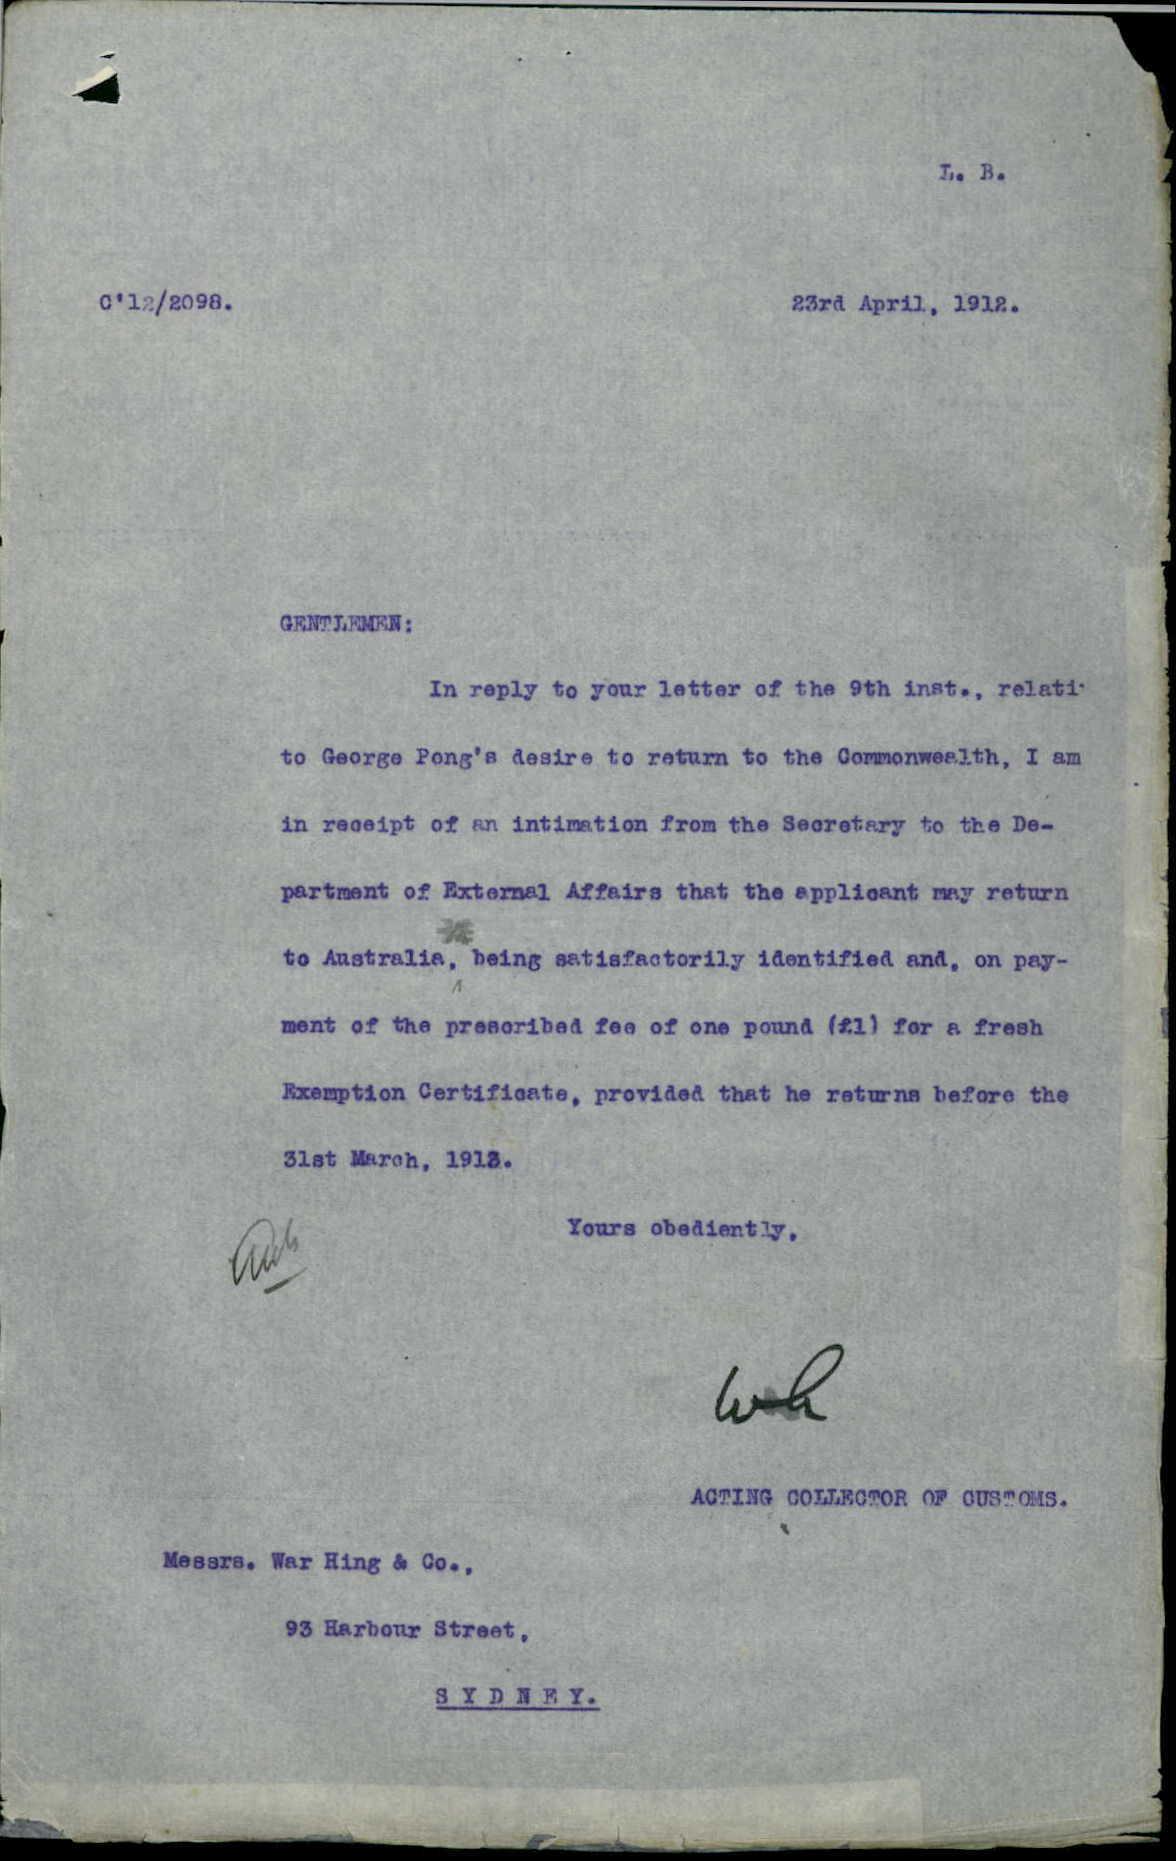 L. B.
C'12/2098.
23rd April, 1912.
GENTLEMEN:
In reply to your letter of the 9th inst., relati
to George Pong's desire to return to the Commonwealth, I am
in receipt of an intimation from the Secretary to the De-
partment of External Affairs that the applicant may return
to Australia, being satisfactorily identified and, on pay-
ment of the prescribed fee of one pound (£1) for a fresh
Exemption Certificate, provided that he returns before the
31st March, 1913.
Yours obediently,
ACTING COLLECTOR OF CUSTOMS.
Messrs. War Hing & Co.,
93 Harbour Street,
SYDNEY.